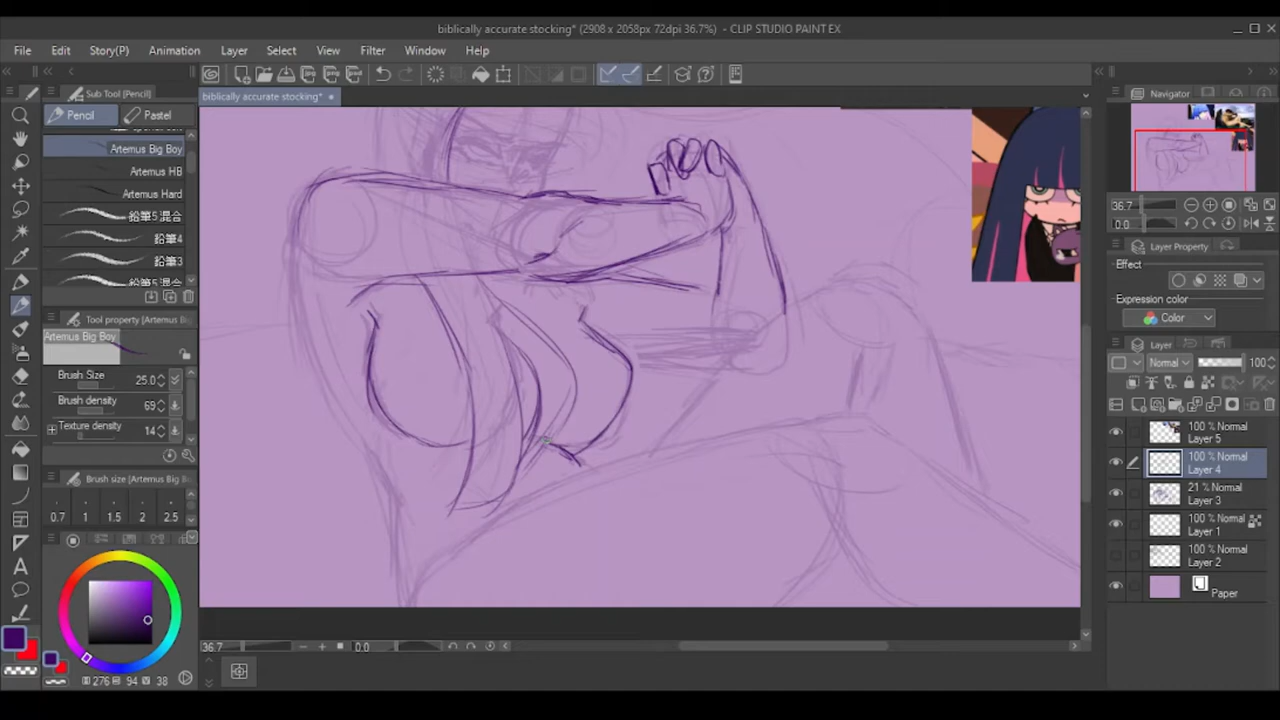 biblically accurate stocking* (2908 x 2058px 72dpi 36.7%) - CLIP STUDIO PAINT EX
File Edit Story(P) Animation Layer Select View Filter Window Help
Sub Tool [Pencil]
Pencil Pastel
Artemus Big Boy
Artemus HB
Artemus Hard
鉛筆5混合
鉛筆4
鉛筆3
Tool property [Artemus Bi
Artemus Big Boy
Brush Size 25.0
Brush density 69
Texture density 14
Brush size [Artemus Big
0.7 1 1.5 2 2.5
276 S 94 V 38
biblically accurate stocking*
36.7 0.0
Navigator
36.7
0.0
Layer Property
Effect
Expression color
Color
Layer
Normal 100
100 % Normal
Layer 5
100 % Normal
Layer 4
21 % Normal
Layer 3
100 % Normal
Layer 1
100 % Normal
Layer 2
Paper